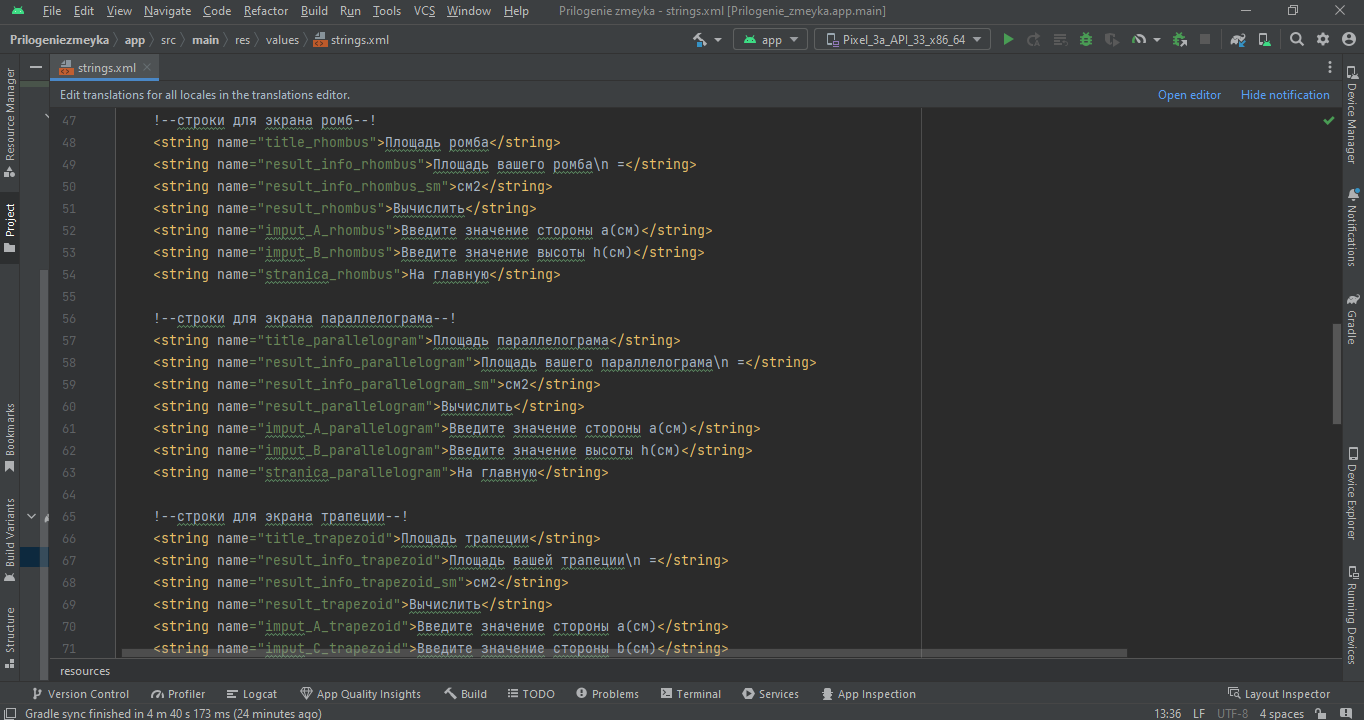 File Edit View Navigate Code Refactor Build Run Tools VCS Window Help Prilogenie zmeyka - strings.xml [Prilogenie_zmeyka.app.main]
Prilogeniezmeyka app src main res values strings.xml app Pixel_3a_API_33_x86_64
strings.xml
Edit translations for all locales in the translations editor. Open editor Hide notification
47 !--строки для экрана ромб--!
48 <string name="title_rhombus">Площадь ромба</string>
49 <string name="result_info_rhombus">Площадь вашего ромба\n =</string>
50 <string name="result_info_rhombus_sm">см2</string>
51 <string name="result_rhombus">Вычислить</string>
52 <string name="imput_A_rhombus">Введите значение стороны a(см)</string>
53 <string name="imput_B_rhombus">Введите значение высоты h(см)</string>
54 <string name="stranica_rhombus">На главную</string>
55
56 !--строки для экрана параллелограма--!
57 <string name="title_parallelogram">Площадь параллелограма</string>
58 <string name="result_info_parallelogram">Площадь вашего параллелограма\n =</string>
59 <string name="result_info_parallelogram_sm">см2</string>
60 <string name="result_parallelogram">Вычислить</string>
61 <string name="imput_A_parallelogram">Введите значение стороны a(см)</string>
62 <string name="imput_B_parallelogram">Введите значение высоты h(см)</string>
63 <string name="stranica_parallelogram">На главную</string>
64
65 !--строки для экрана трапеции--!
66 <string name="title_trapezoid">Площадь трапеции</string>
67 <string name="result_info_trapezoid">Площадь вашей трапеции\n =</string>
68 <string name="result_info_trapezoid_sm">см2</string>
69 <string name="result_trapezoid">Вычислить</string>
70 <string name="imput_A_trapezoid">Введите значение стороны a(см)</string>
71 <string name="imput_C_trapezoid">Введите значение стороны b(см)</string>
resources
Resource Manager
Project
Bookmarks
Build Variants
Structure
Device Manager
Notifications
Gradle
Device Explorer
Running Devices
Version Control Profiler Logcat App Quality Insights Build TODO Problems Terminal Services App Inspection Layout Inspector
Gradle sync finished in 4 m 40 s 173 ms (24 minutes ago) 13:36 LF UTF-8 4 spaces